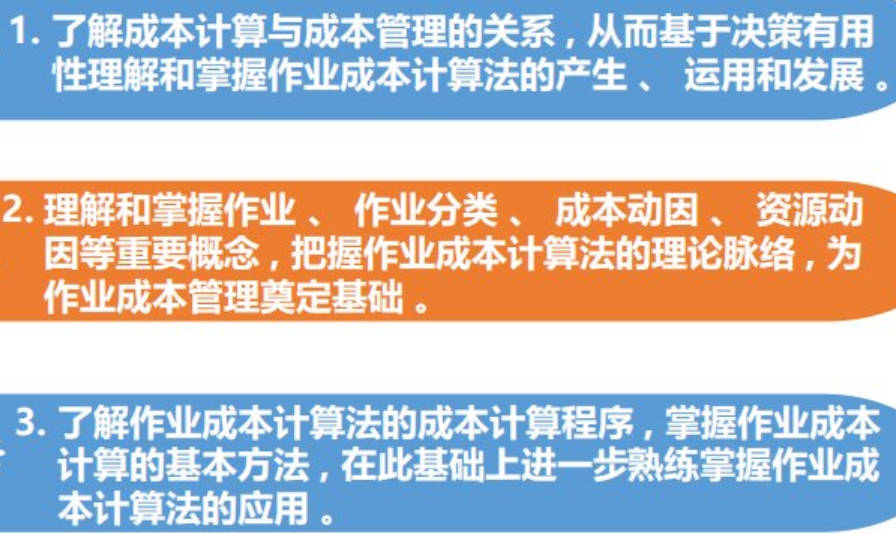 1. 了解成本计算与成本管理的关系，从而基于决策有用
性理解和掌握作业成本计算法的产生 、 运用和发展 。
2. 理解和掌握作业 、 作业分类 、 成本动因 、 资源动
因等重要概念，把握作业成本计算法的理论脉络，为
作业成本管理奠定基础 。
3. 了解作业成本计算法的成本计算程序，掌握作业成本
计算的基本方法，在此基础上进一步熟练掌握作业成
本计算法的应用 。